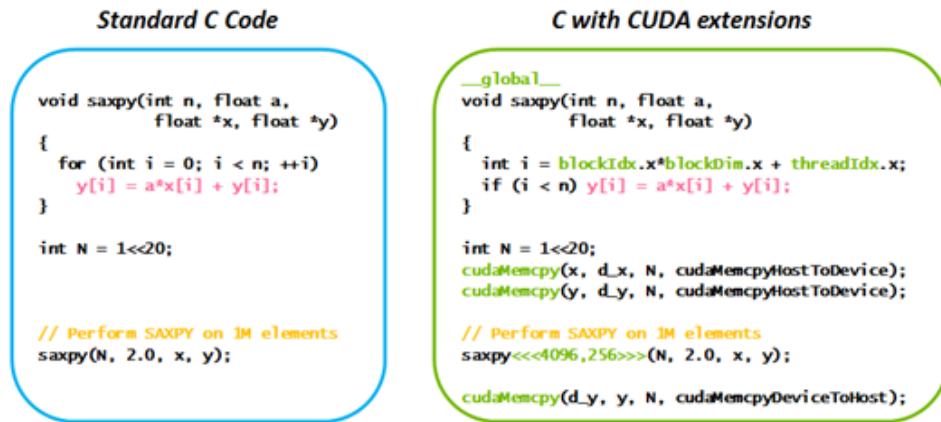 Standard C Code
void saxpy(int n, float a,
float *x, float *y)
{
for (int i = 0; i < n; ++i)
y[i] = a*x[i] + y[i];
}
int N = 1<<20;
// Perform SAXPY on 1M elements
saxpy(N, 2.0, x, y);
C with CUDA extensions
__global__
void saxpy(int n, float a,
float *x, float *y)
{
int i = blockIdx.x*blockDim.x + threadIdx.x;
if (i < n) y[i] = a*x[i] + y[i];
}
int N = 1<<20;
cudaMemcpy(x, d_x, N, cudaMemcpyHostToDevice);
cudaMemcpy(y, d_y, N, cudaMemcpyHostToDevice);
// Perform SAXPY on 1M elements
saxpy<<<4096,256>>>(N, 2.0, x, y);
cudaMemcpy(d_y, y, N, cudaMemcpyDeviceToHost);